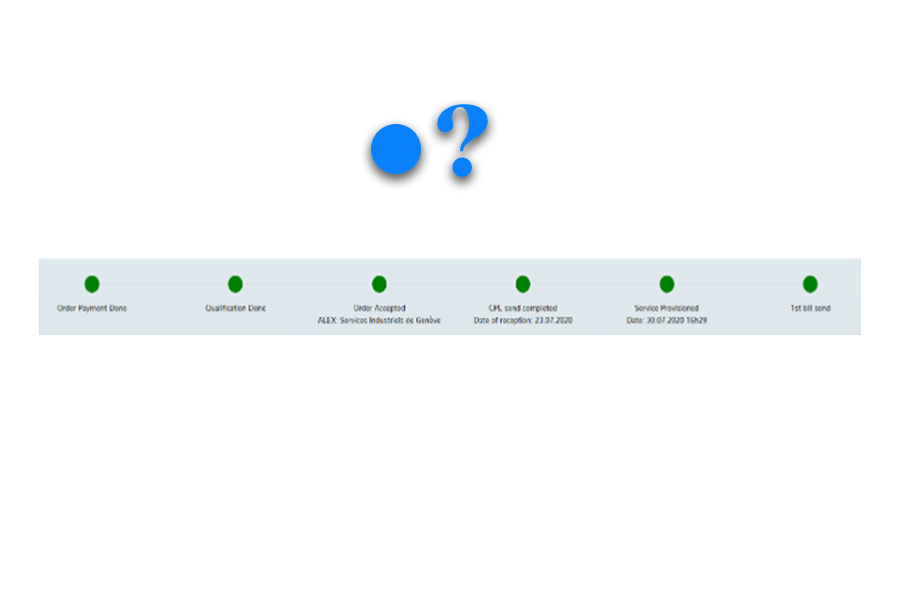 ?
Order Payment Done
Qualification Done
Order Accepted
ALEX: Services Industriels de Genève
CPE send completed
Date of reception: 23.07.2020
Service Provisioned
Date: 30.07.2020 16h29
1st bill send